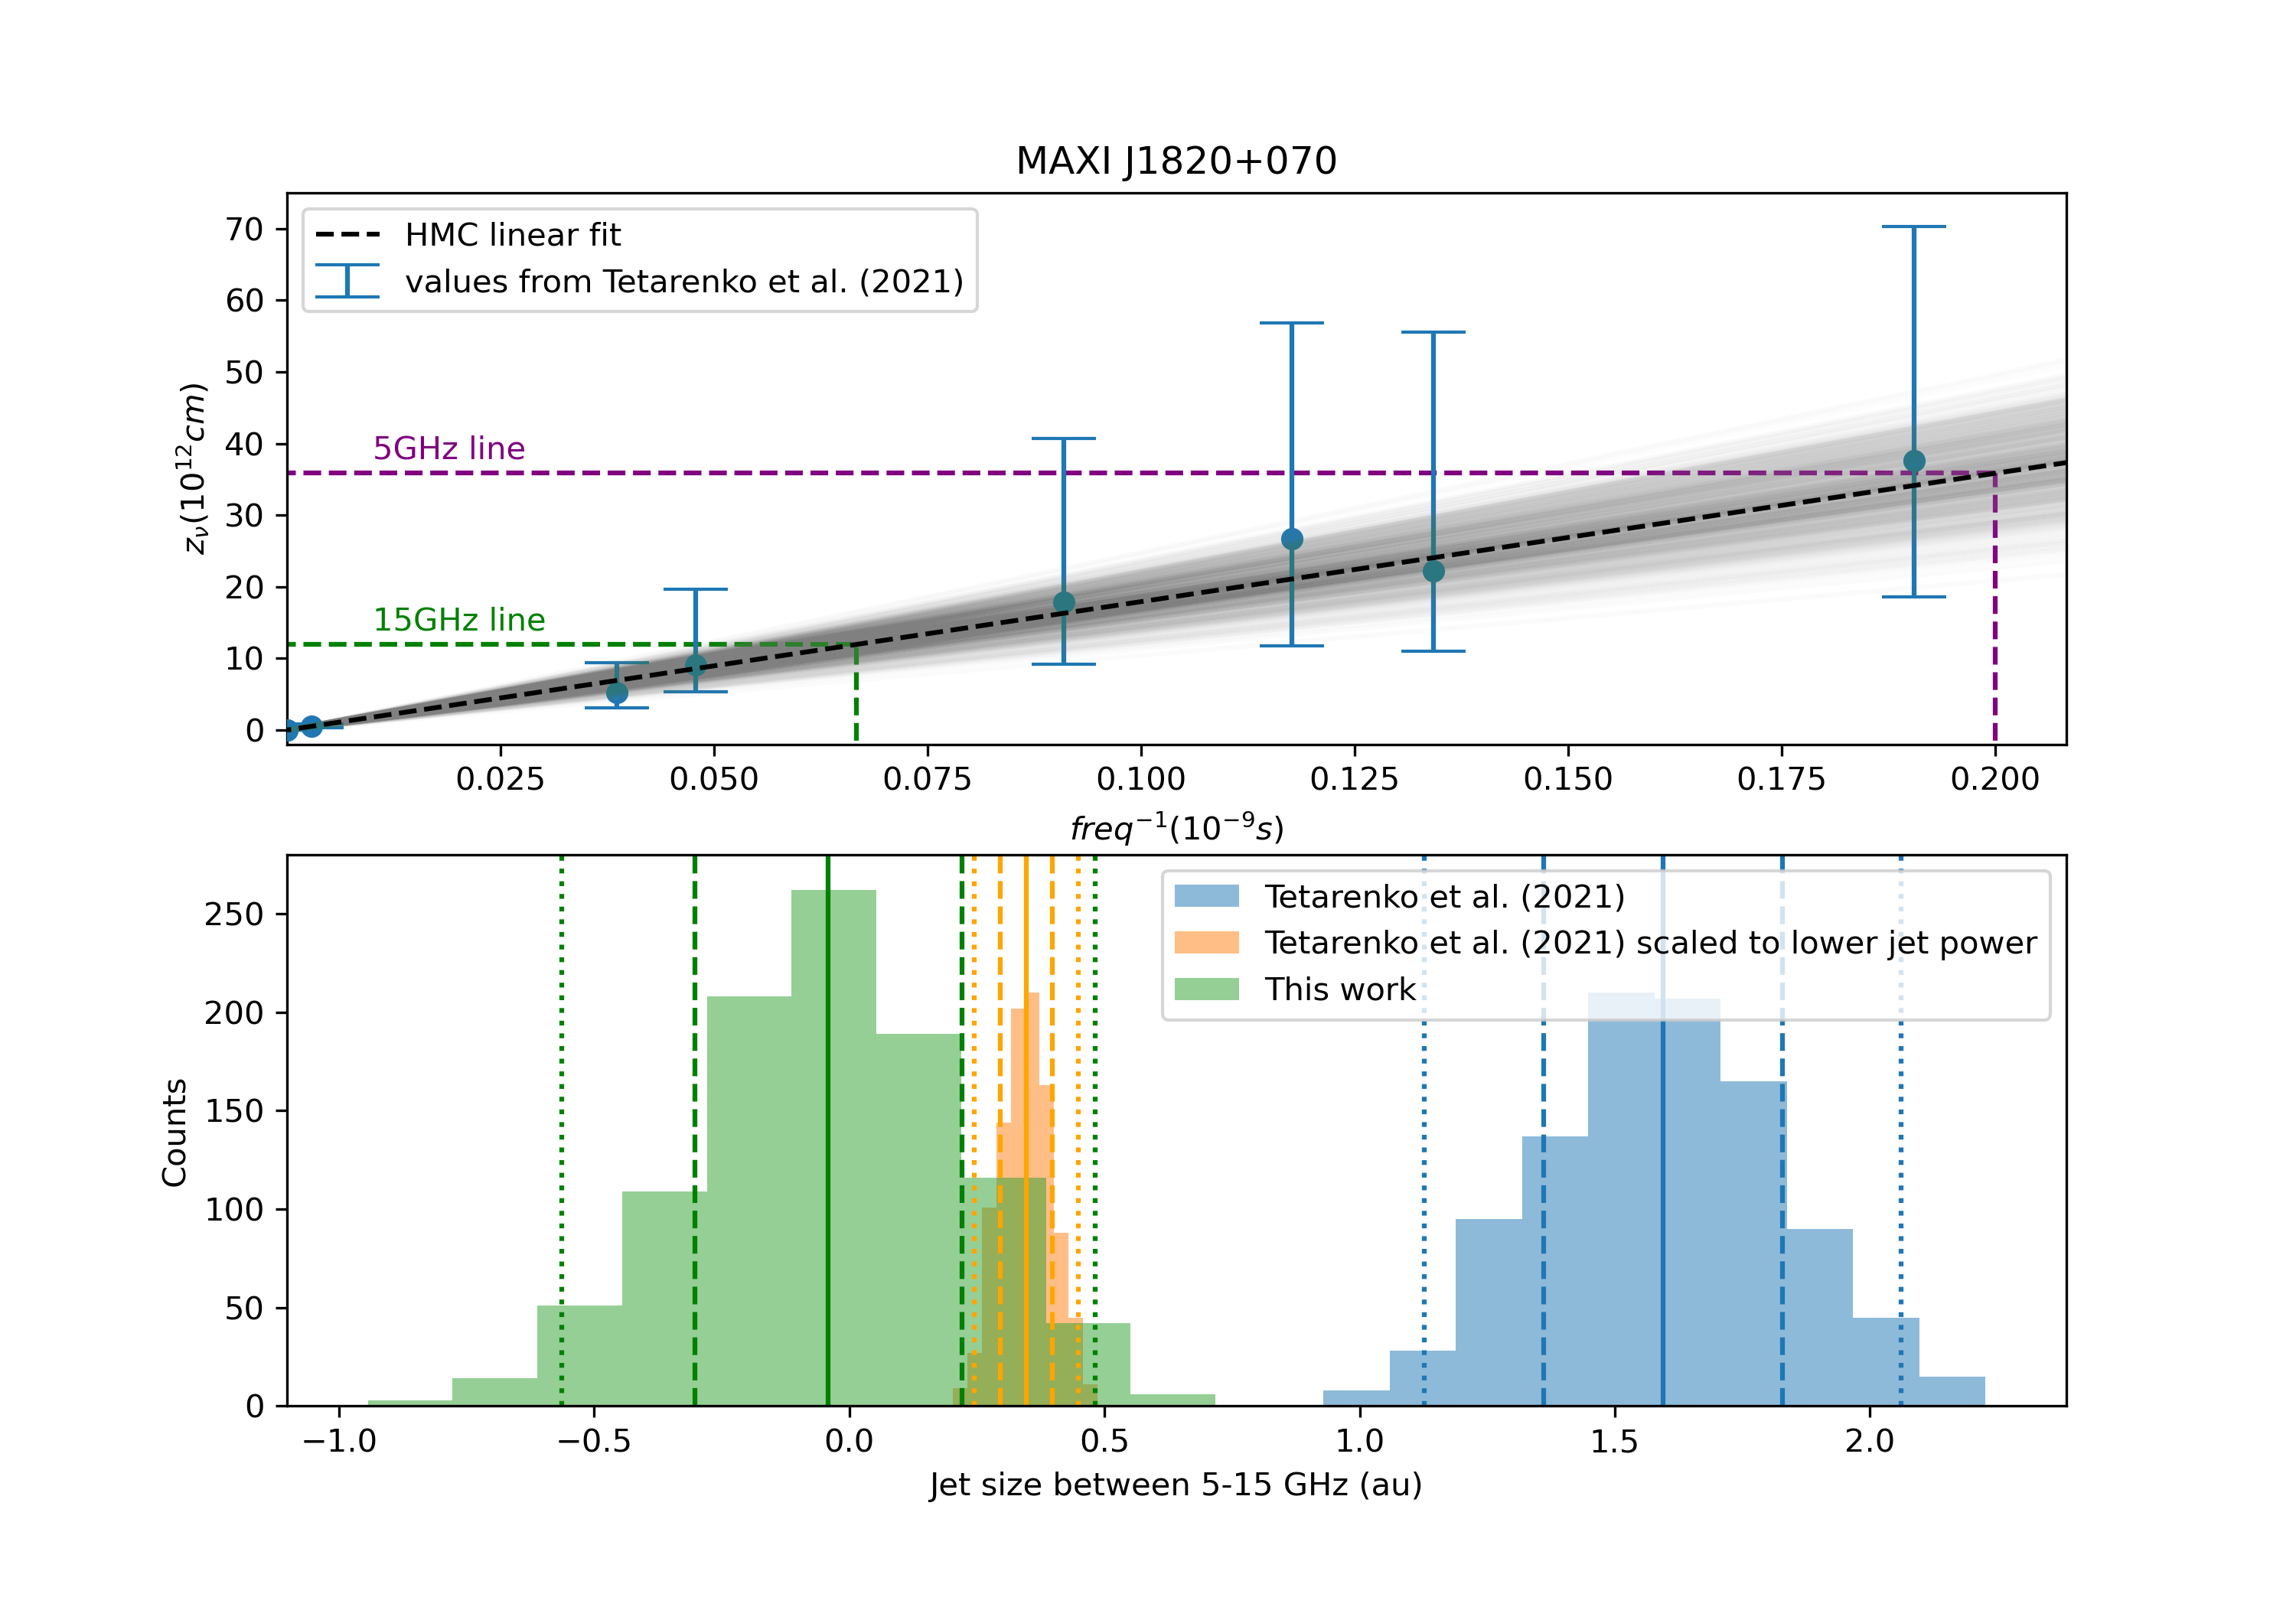 MAXI J1820+070
70
60
50
40
30
20
10
0
z_ν(10^12 cm)
HMC linear fit
values from Tetarenko et al. (2021)
5GHz line
15GHz line
0.025 0.050 0.075 0.100 0.125 0.150 0.175 0.200
freq^−1(10^−9 s)
250
200
150
100
50
0
Counts
Tetarenko et al. (2021)
Tetarenko et al. (2021) scaled to lower jet power
This work
−1.0 −0.5 0.0 0.5 1.0 1.5 2.0
Jet size between 5-15 GHz (au)